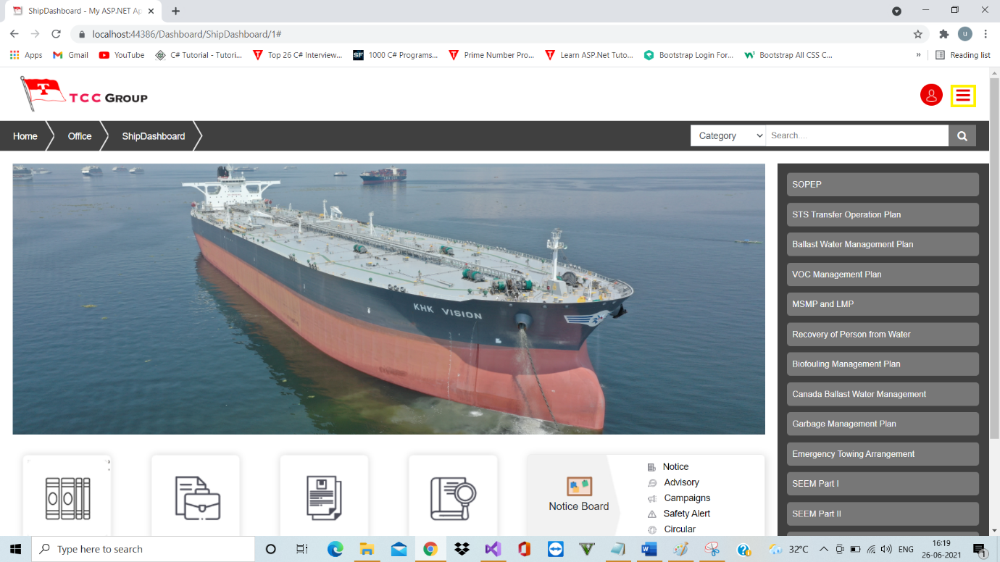 ShipDashboard - My ASP.NET Ap
localhost:44386/Dashboard/ShipDashboard/1#
U
Apps
Gmail
YouTube
C# Tutorial - Tutori...
Top 26 C# Interview...
SF
1000 C# Programs...
Prime Number Pro...
Learn ASP.Net Tuto...
Bootstrap Login For...
Bootstrap All CSS C...
»
Reading list
T
TCC GROUP
Home
Office
ShipDashboard
Category
Search....
KHK VISION
SOPEP
STS Transfer Operation Plan
Ballast Water Management Plan
VOC Management Plan
MSMP and LMP
Recovery of Person from Water
Biofouling Management Plan
Canada Ballast Water Management
Garbage Management Plan
Emergency Towing Arrangement
SEEM Part I
SEEM Part II
Notice Board
Notice
Advisory
Campaigns
Safety Alert
Circular
Type here to search
32°C
ENG
16:19
26-06-2021
1